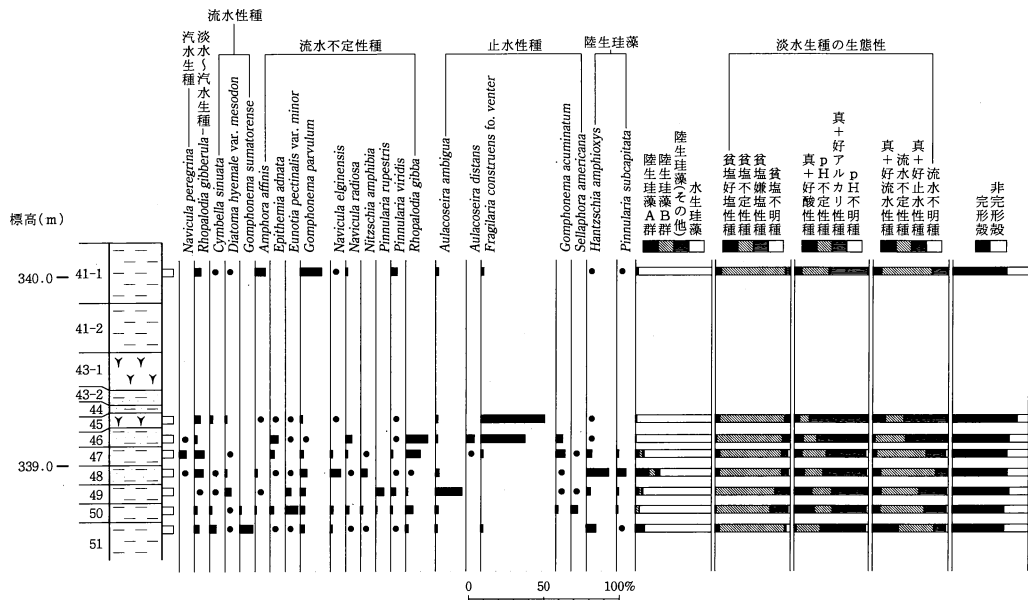 流水性種
汽水生種
淡水～汽水生種
流水不定性種
止水性種
陸生珪藻
淡水生種の生態性
Navicula peregrina
Rhopalodia gibberula
Cymbella sinuata
Diatoma hyemale var. mesodon
Gomphonema sumatorense
Amphora affinis
Epithemia adnata
Eunotia pectinalis var. minor
Gomphonema parvulum
Navicula elginensis
Navicula radiosa
Nitzschia amphibia
Pinnularia rupestris
Pinnularia viridis
Rhopalodia gibba
Aulacoseira ambigua
Aulacoseira distans
Fragilaria construens fo. venter
Gomphonema acuminatum
Sellaphora americana
Hantzschia amphioxys
Pinnularia subcapitata
陸生珪藻A群
陸生珪藻B群
陸生珪藻(その他)
水生珪藻
貧塩好塩性種
貧塩不定性種
貧塩嫌塩性種
貧塩不明種
真+好酸性種
pH不定性種
真+好アルカリ性種
pH不明種
真+好流水性種
流水不定性種
真+好止水性種
流水不明種
完形殻
非完形殻
標高(m)
340.0
339.0
41-1
41-2
43-1
43-2
44
45
46
47
48
49
50
51
0 50 100%